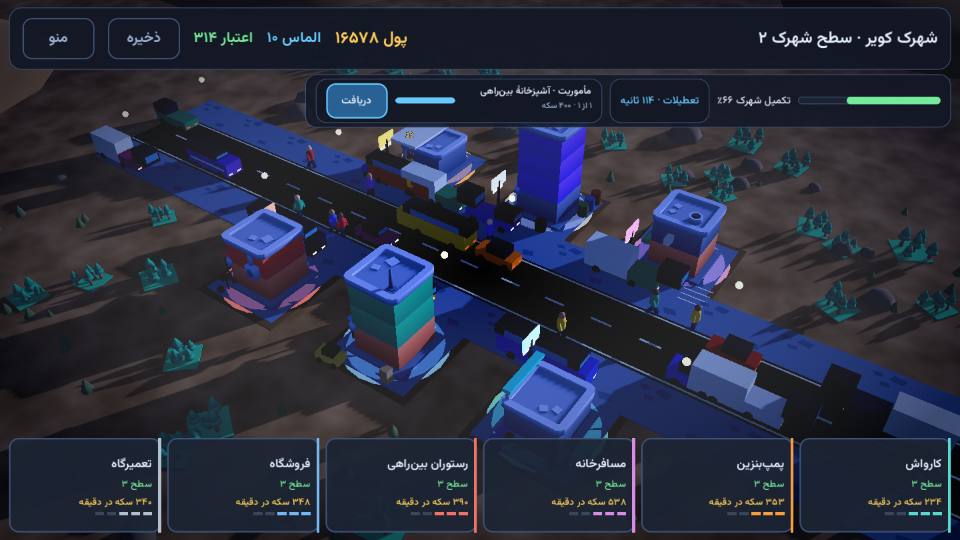 شهرک کویر · سطح شهرک ۲
پول ۱۶۵۷۸
الماس ۱۰
اعتبار ۳۱۴
ذخیره
منو
تکمیل شهرک ۶۶٪
تعطیلات · ۱۱۴ ثانیه
مأموریت · آشپزخانهٔ بین‌راهی
۱ از ۱ · ۴۰۰ سکه
دریافت
کارواش
سطح ۳
۲۳۴ سکه در دقیقه
پمپ‌بنزین
سطح ۳
۳۵۳ سکه در دقیقه
مسافرخانه
سطح ۳
۵۳۸ سکه در دقیقه
رستوران بین‌راهی
سطح ۳
۳۹۰ سکه در دقیقه
فروشگاه
سطح ۳
۳۴۸ سکه در دقیقه
تعمیرگاه
سطح ۳
۳۴۰ سکه در دقیقه